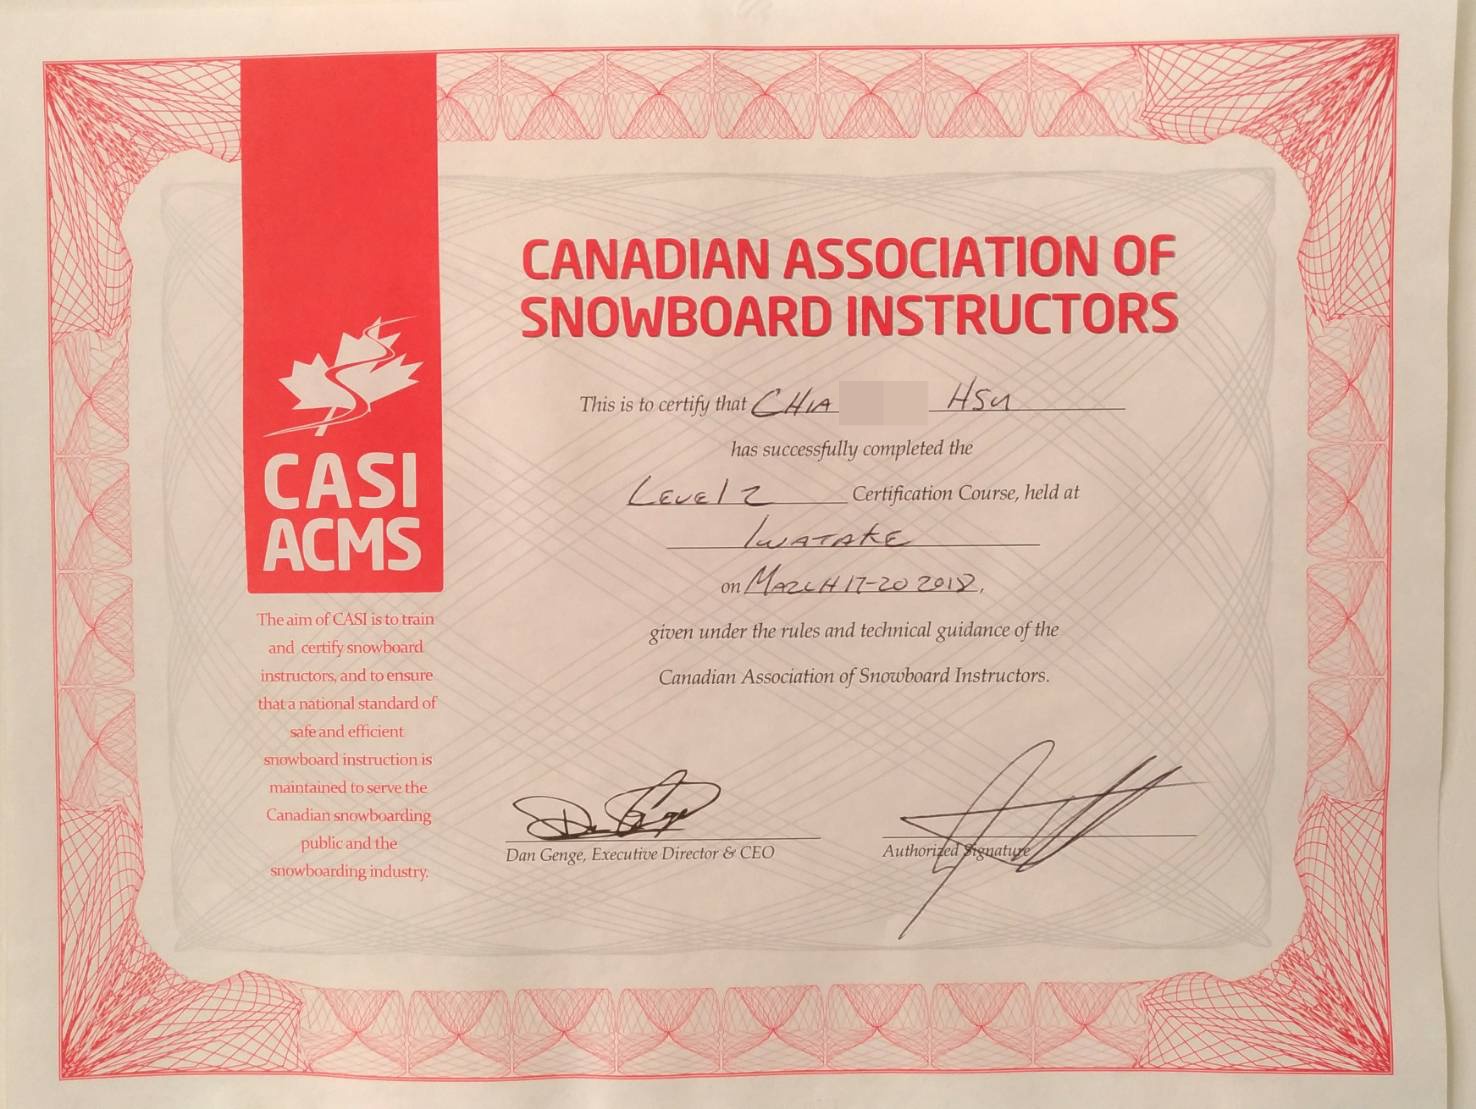 CASI
ACMS
The aim of CASI is to train
and certify snowboard
instructors, and to ensure
that a national standard of
safe and efficient
snowboard instruction is
maintained to serve the
Canadian snowboarding
public and the
snowboarding industry.
CANADIAN ASSOCIATION OF
SNOWBOARD INSTRUCTORS
This is to certify that CHIA HSU
has successfully completed the
LEVEL 2 Certification Course, held at
IWATAKE
on MARCH 17-20 2018,
given under the rules and technical guidance of the
Canadian Association of Snowboard Instructors.
Dan Genge, Executive Director & CEO
Authorized Signature